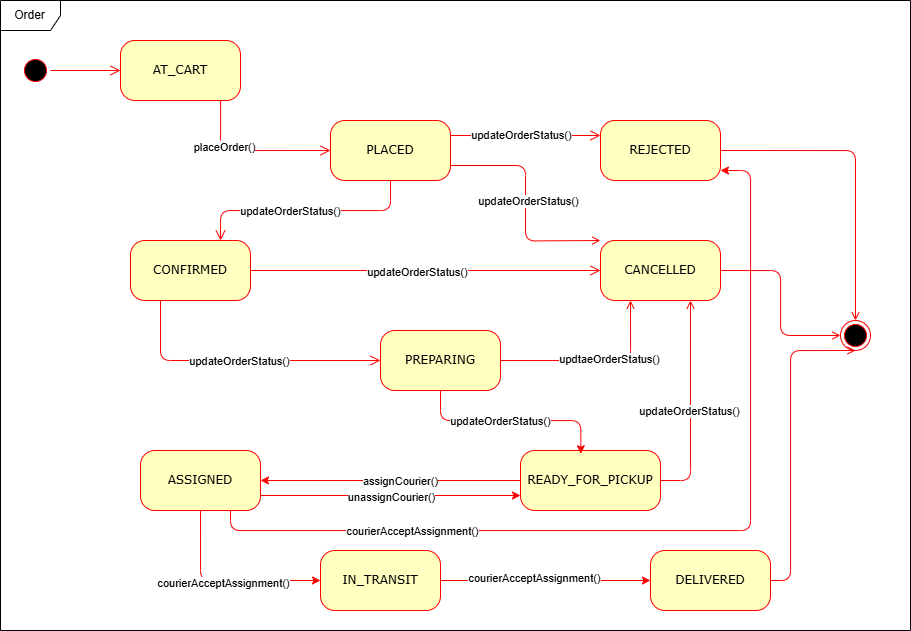 Order
AT_CART
placeOrder()
PLACED
updateOrderStatus()
REJECTED
updateOrderStatus()
updateOrderStatus()
CONFIRMED
updateOrderStatus()
CANCELLED
updateOrderStatus()
PREPARING
updtaeOrderStatus()
updateOrderStatus()
updateOrderStatus()
ASSIGNED
assignCourier()
READY_FOR_PICKUP
unassignCourier()
courierAcceptAssignment()
courierAcceptAssignment()
IN_TRANSIT
courierAcceptAssignment()
DELIVERED